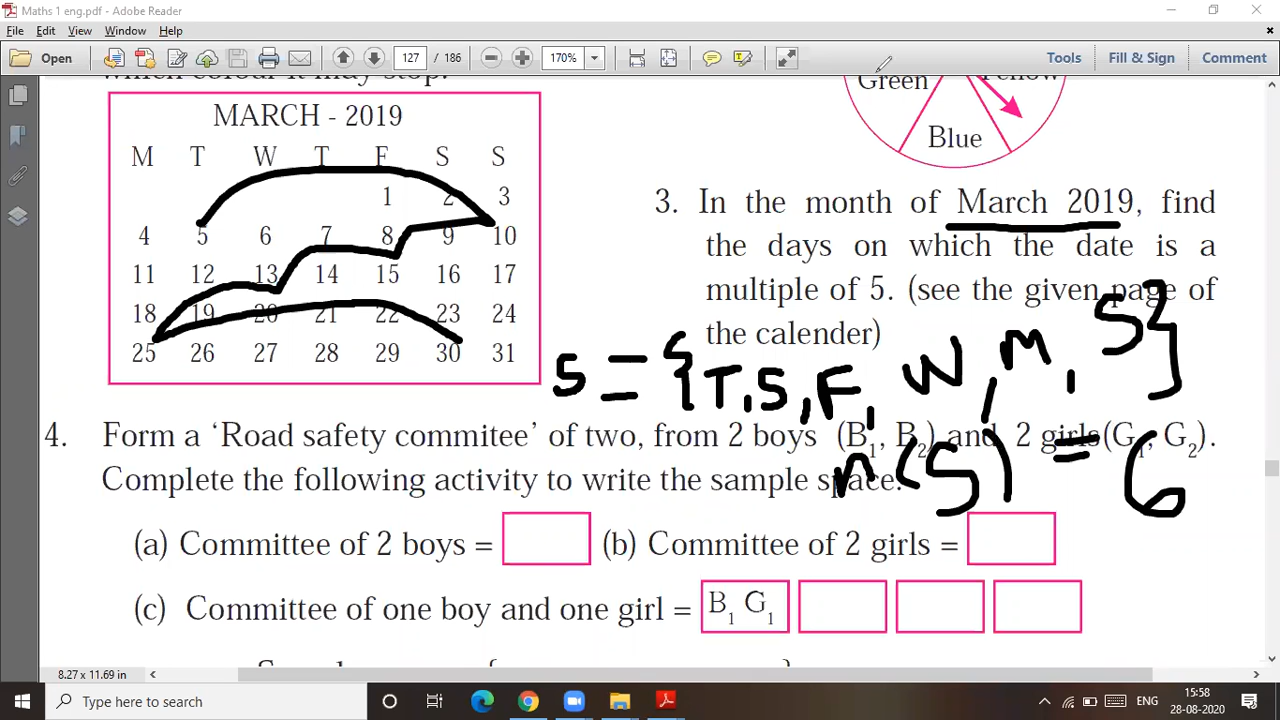 Maths 1 eng.pdf - Adobe Reader
File Edit View Window Help
Open 127 / 186 170% Tools Fill & Sign Comment
which colour it may stop.
Green Yellow
Blue
MARCH - 2019
M T W T F S S
1 2 3
4 5 6 7 8 9 10
11 12 13 14 15 16 17
18 19 20 21 22 23 24
25 26 27 28 29 30 31
3. In the month of March 2019, find
the days on which the date is a
multiple of 5. (see the given page of
the calender)
S = {T, S, F, W, M, S}
4. Form a ‘Road safety commitee’ of two, from 2 boys (B1, B2) and 2 girls(G1, G2).
n(S) = 6
Complete the following activity to write the sample space.
(a) Committee of 2 boys = (b) Committee of 2 girls =
(c) Committee of one boy and one girl = B1 G1
8.27 x 11.69 in
Type here to search
ENG 15:58
28-08-2020